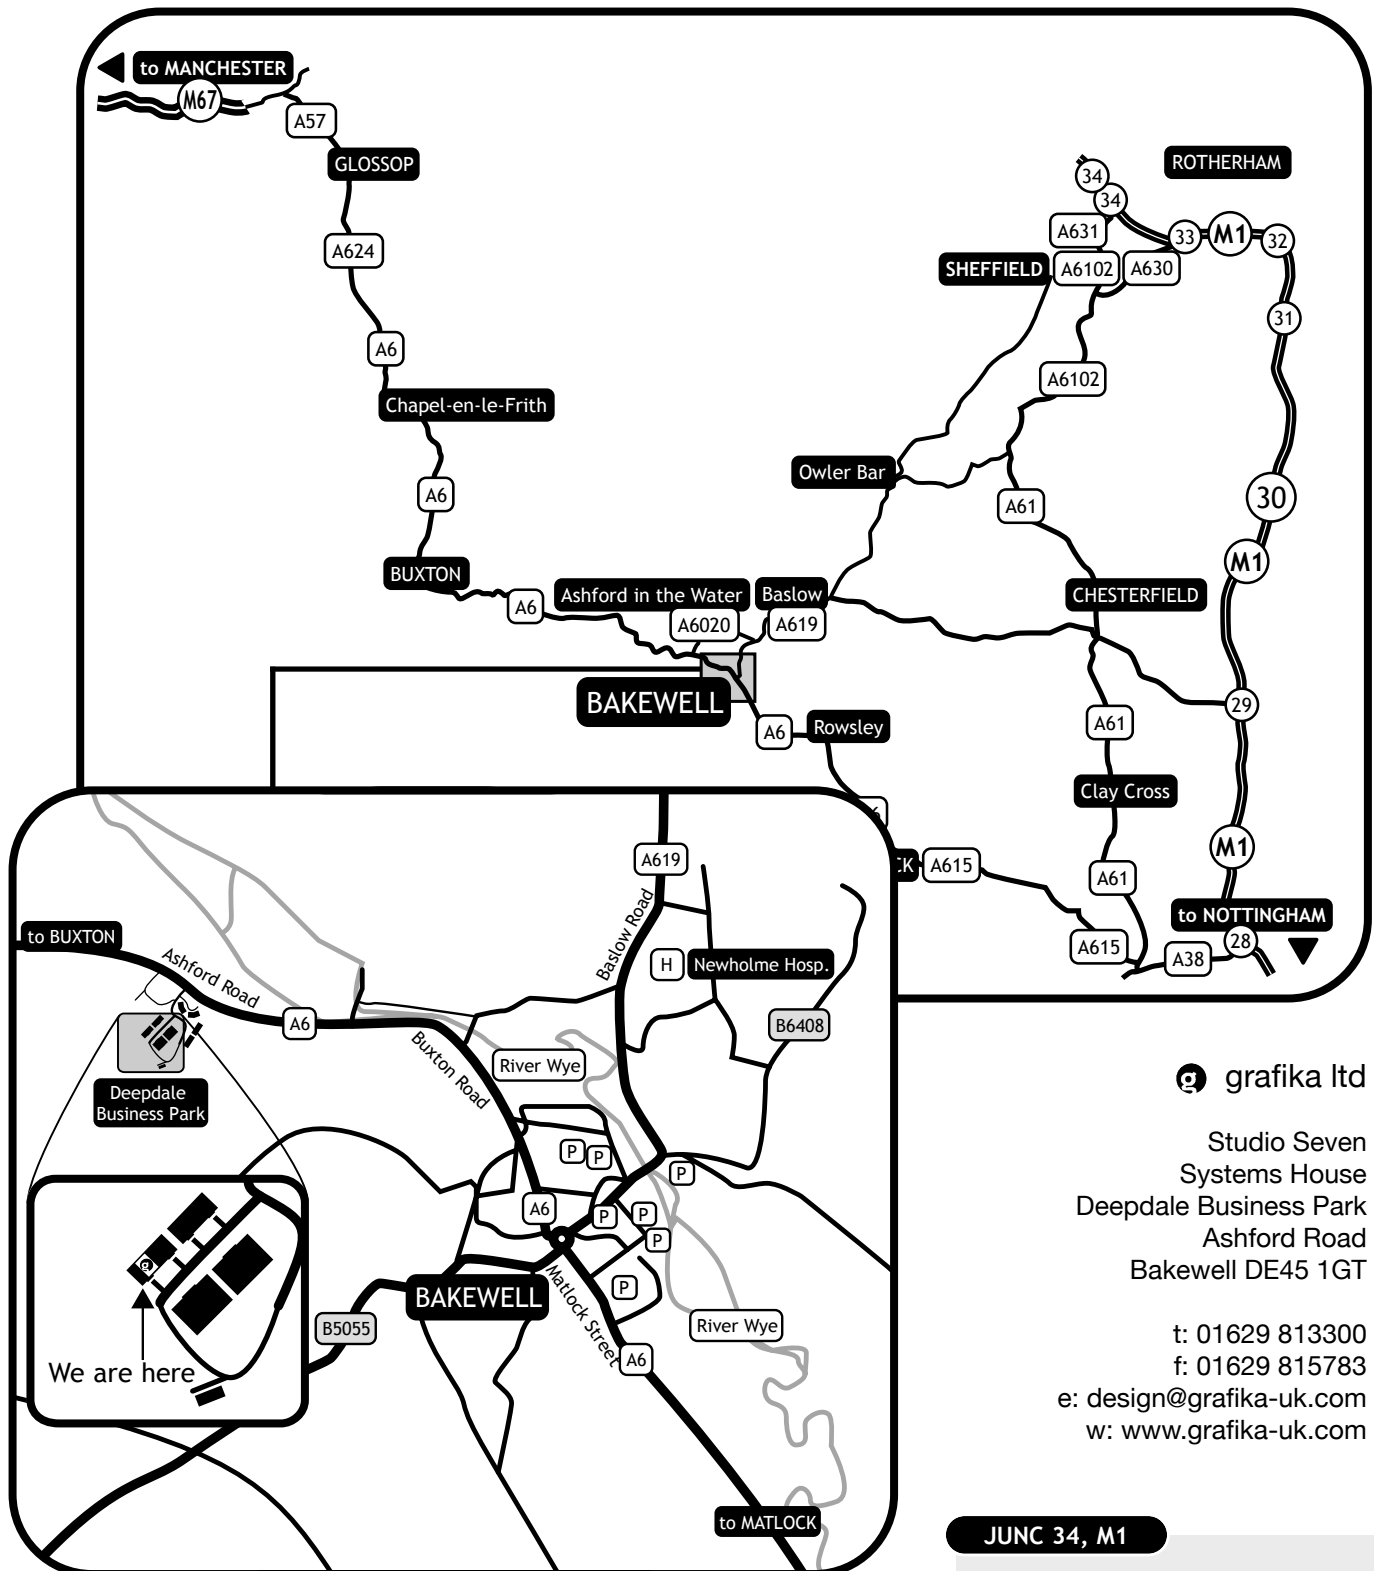 to MANCHESTER
M67
A57
GLOSSOP
A624
A6
Chapel-en-le-Frith
A6
BUXTON
A6
Ashford in the Water
Baslow
A6020
A619
BAKEWELL
A6
Rowsley
ROTHERHAM
34
34
A631
33
M1
32
SHEFFIELD
A6102
A630
31
A6102
Owler Bar
A61
30
M1
CHESTERFIELD
29
A61
Clay Cross
M1
6
CK
A615
A61
to NOTTINGHAM
A615
A38
28
A619
Baslow Road
to BUXTON
Ashford Road
H
Newholme Hosp.
A6
B6408
Buxton Road
River Wye
Deepdale
Business Park
P
P
P
A6
P
P
P
P
BAKEWELL
Matlock Street
B5055
River Wye
A6
g
We are here
to MATLOCK
g grafika ltd
Studio Seven
Systems House
Deepdale Business Park
Ashford Road
Bakewell DE45 1GT
t: 01629 813300
f: 01629 815783
e: design@grafika-uk.com
w: www.grafika-uk.com
JUNC 34, M1